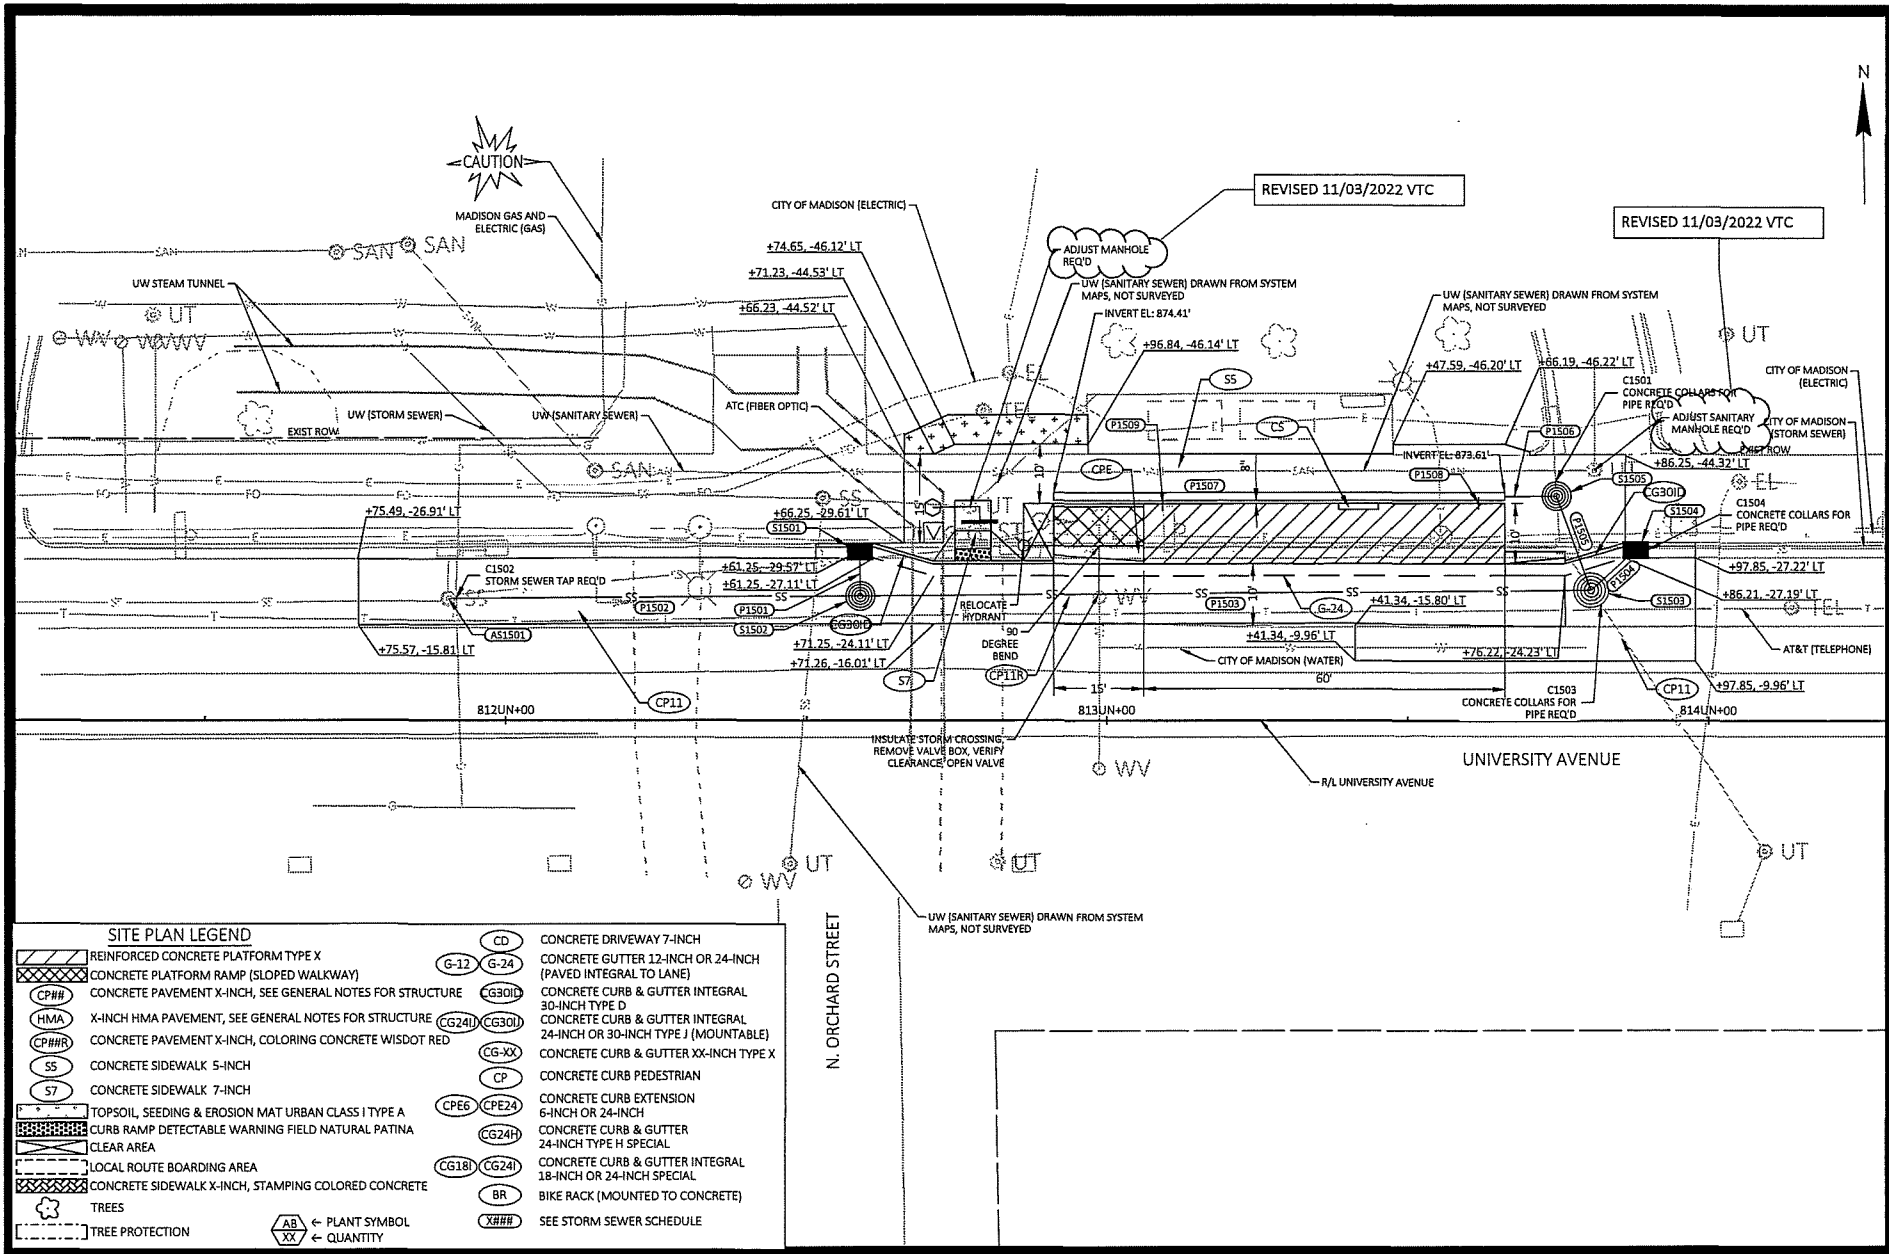 N
CAUTION
REVISED 11/03/2022 VTC
REVISED 11/03/2022 VTC
MADISON GAS AND
ELECTRIC (GAS)
CITY OF MADISON (ELECTRIC)
+74.65, -46.12' LT
+71.23, -44.53' LT
+66.23, -44.52' LT
ADJUST MANHOLE
REQ'D
UW (SANITARY SEWER) DRAWN FROM SYSTEM
MAPS, NOT SURVEYED
INVERT EL: 874.41'
+96.84, -46.14' LT
UW (SANITARY SEWER) DRAWN FROM SYSTEM
MAPS, NOT SURVEYED
+47.59, -46.20' LT
+66.19, -46.22' LT
C1501
CONCRETE COLLARS FOR
PIPE REQ'D
ADJUST SANITARY
MANHOLE REQ'D
CITY OF MADISON
(ELECTRIC)
CITY OF MADISON
(STORM SEWER)
EXIST ROW
SAN
SAN
UT
WV
WV
UW STEAM TUNNEL
UW (STORM SEWER)
UW (SANITARY SEWER)
ATC (FIBER OPTIC)
EXIST ROW
SAN
EL
UT
S5
P1509
CS
CPE
P1507
8"
10'
15'
INVERT EL: 873.61'
P1508
P1506
+86.25, -44.32' LT
UT
S1505
CG30ID
EL
S1504
C1504
CONCRETE COLLARS FOR
PIPE REQ'D
P1505
10'
P1504
+75.49, -26.91' LT
SS
+66.25, -29.61' LT
S1501
+61.25, -29.57' LT
+61.25, -27.11' LT
C1502
STORM SEWER TAP REQ'D
SS
AS1501
P1502
P1501
S1502
CG30ID
+75.57, -15.81' LT
+71.25, -24.11' LT
+71.26, -16.01' LT
RELOCATE
HYDRANT
90
DEGREE
BEND
CP11R
S7
WV
P1503
10'
G-24
+41.34, -15.80' LT
+41.34, -9.96' LT
CITY OF MADISON (WATER)
+76.22, -24.23' LT
S1503
+97.85, -27.22' LT
+86.21, -27.19' LT
TEL
AT&T (TELEPHONE)
CP11
+97.85, -9.96' LT
C1503
CONCRETE COLLARS FOR
PIPE REQ'D
CP11
15'
60'
812UN+00
813UN+00
814UN+00
INSULATE STORM CROSSING,
REMOVE VALVE BOX, VERIFY
CLEARANCE, OPEN VALVE
WV
UNIVERSITY AVENUE
R/L UNIVERSITY AVENUE
UT
UT
UT
WV
UW (SANITARY SEWER) DRAWN FROM SYSTEM
MAPS, NOT SURVEYED
N. ORCHARD STREET
SITE PLAN LEGEND
REINFORCED CONCRETE PLATFORM TYPE X
CONCRETE PLATFORM RAMP (SLOPED WALKWAY)
CP## CONCRETE PAVEMENT X-INCH, SEE GENERAL NOTES FOR STRUCTURE
HMA X-INCH HMA PAVEMENT, SEE GENERAL NOTES FOR STRUCTURE
CP##R CONCRETE PAVEMENT X-INCH, COLORING CONCRETE WISDOT RED
S5 CONCRETE SIDEWALK 5-INCH
S7 CONCRETE SIDEWALK 7-INCH
TOPSOIL, SEEDING & EROSION MAT URBAN CLASS I TYPE A
CURB RAMP DETECTABLE WARNING FIELD NATURAL PATINA
CLEAR AREA
LOCAL ROUTE BOARDING AREA
CONCRETE SIDEWALK X-INCH, STAMPING COLORED CONCRETE
TREES
TREE PROTECTION
AB ← PLANT SYMBOL
XX ← QUANTITY
CD CONCRETE DRIVEWAY 7-INCH
G-12 G-24 CONCRETE GUTTER 12-INCH OR 24-INCH
(PAVED INTEGRAL TO LANE)
CG30ID CONCRETE CURB & GUTTER INTEGRAL
30-INCH TYPE D
CG24IJ CG30IJ CONCRETE CURB & GUTTER INTEGRAL
24-INCH OR 30-INCH TYPE J (MOUNTABLE)
CG-XX CONCRETE CURB & GUTTER XX-INCH TYPE X
CP CONCRETE CURB PEDESTRIAN
CPE6 CPE24 CONCRETE CURB EXTENSION
6-INCH OR 24-INCH
CG24H CONCRETE CURB & GUTTER
24-INCH TYPE H SPECIAL
CG18I CG24I CONCRETE CURB & GUTTER INTEGRAL
18-INCH OR 24-INCH SPECIAL
BR BIKE RACK (MOUNTED TO CONCRETE)
X### SEE STORM SEWER SCHEDULE